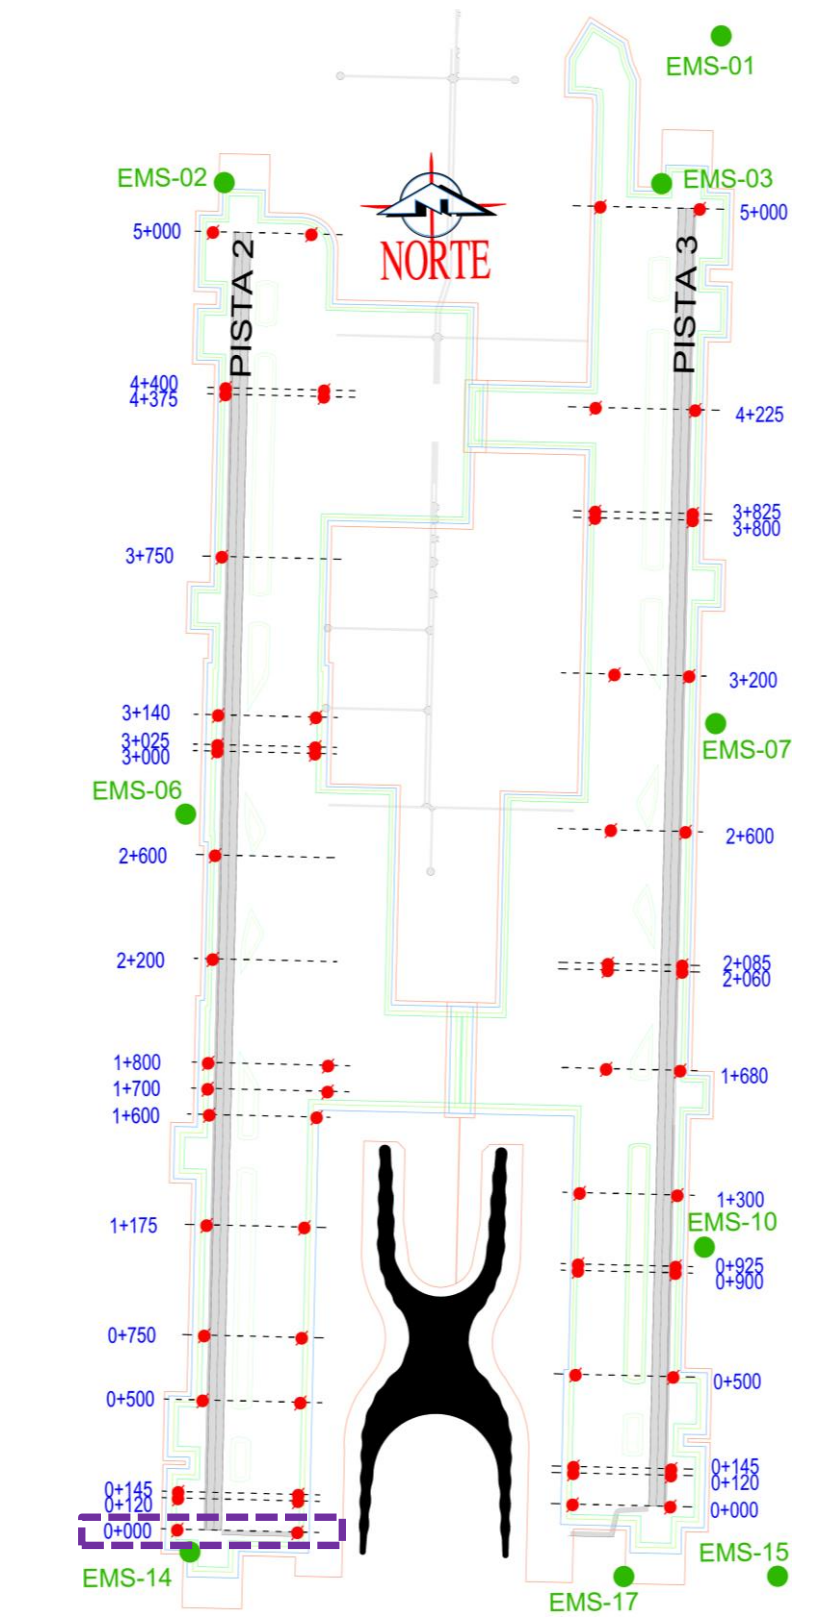 EMS-01
EMS-02
EMS-03
5+000
5+000
NORTE
PISTA 2
PISTA 3
4+400
4+375
4+225
3+825
3+800
3+750
3+200
3+140
3+025
3+000
EMS-07
EMS-06
2+600
2+600
2+200
2+085
2+060
1+800
1+680
1+700
1+600
1+300
1+175
EMS-10
0+925
0+900
0+750
0+500
0+500
0+145
0+120
0+145
0+120
0+000
0+000
EMS-14
EMS-15
EMS-17